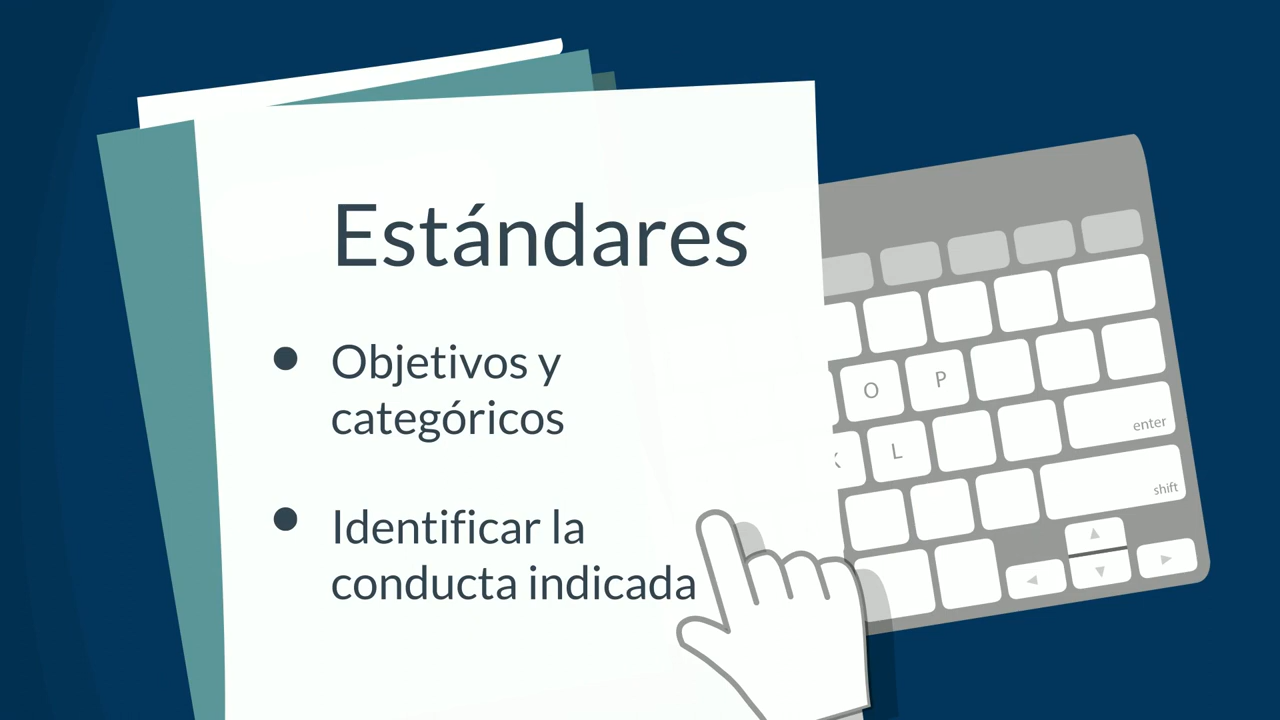 Estándares
Objetivos y
categóricos
Identificar la
conducta indicada
O
P
K
L
enter
shift